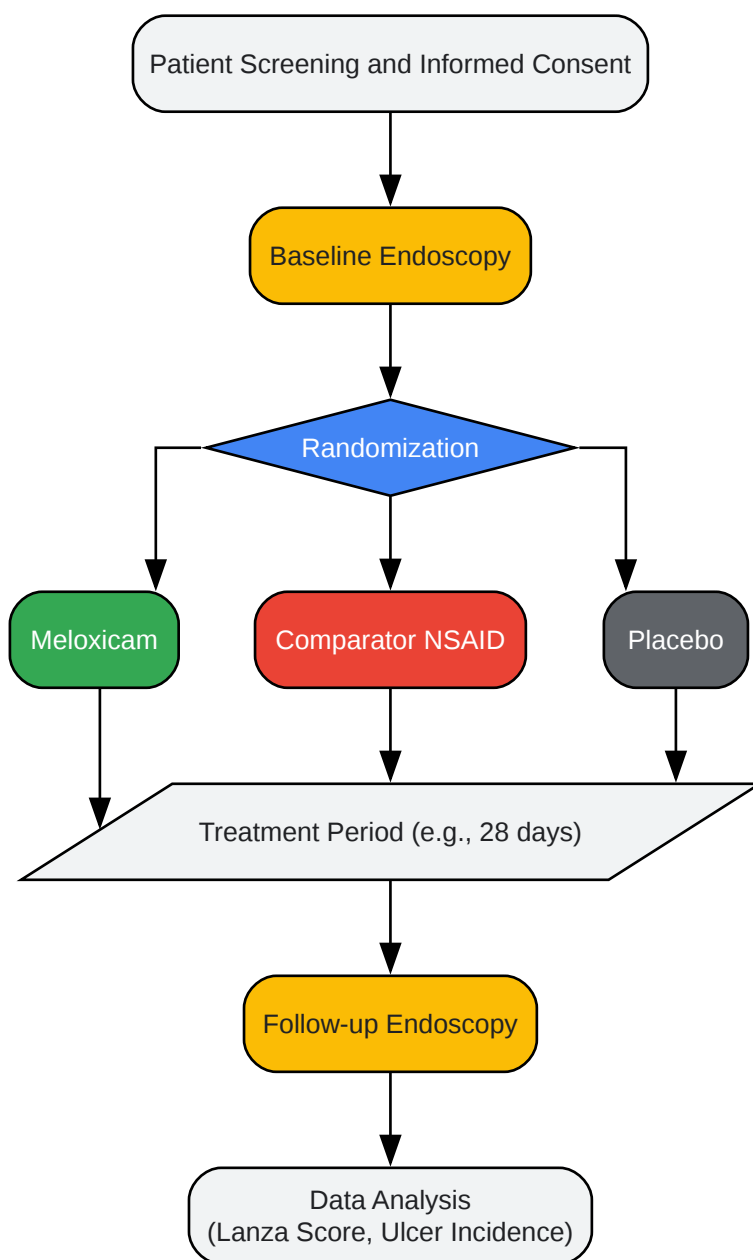 Patient Screening and Informed Consent
Baseline Endoscopy
Randomization
Meloxicam
Comparator NSAID
Placebo
Treatment Period (e.g., 28 days)
Follow-up Endoscopy
Data Analysis
(Lanza Score, Ulcer Incidence)